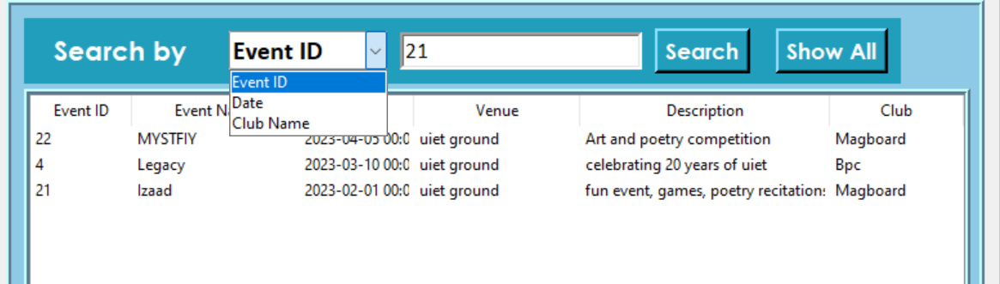 Search by Event ID 21 Search Show All
Event ID
Date
Club Name
Event ID Event N Venue Description Club
22 MYSTFIY 2023-04-05 00:0 uiet ground Art and poetry competition Magboard
4 Legacy 2023-03-10 00:0 uiet ground celebrating 20 years of uiet Bpc
21 Izaad 2023-02-01 00:0 uiet ground fun event, games, poetry recitations Magboard